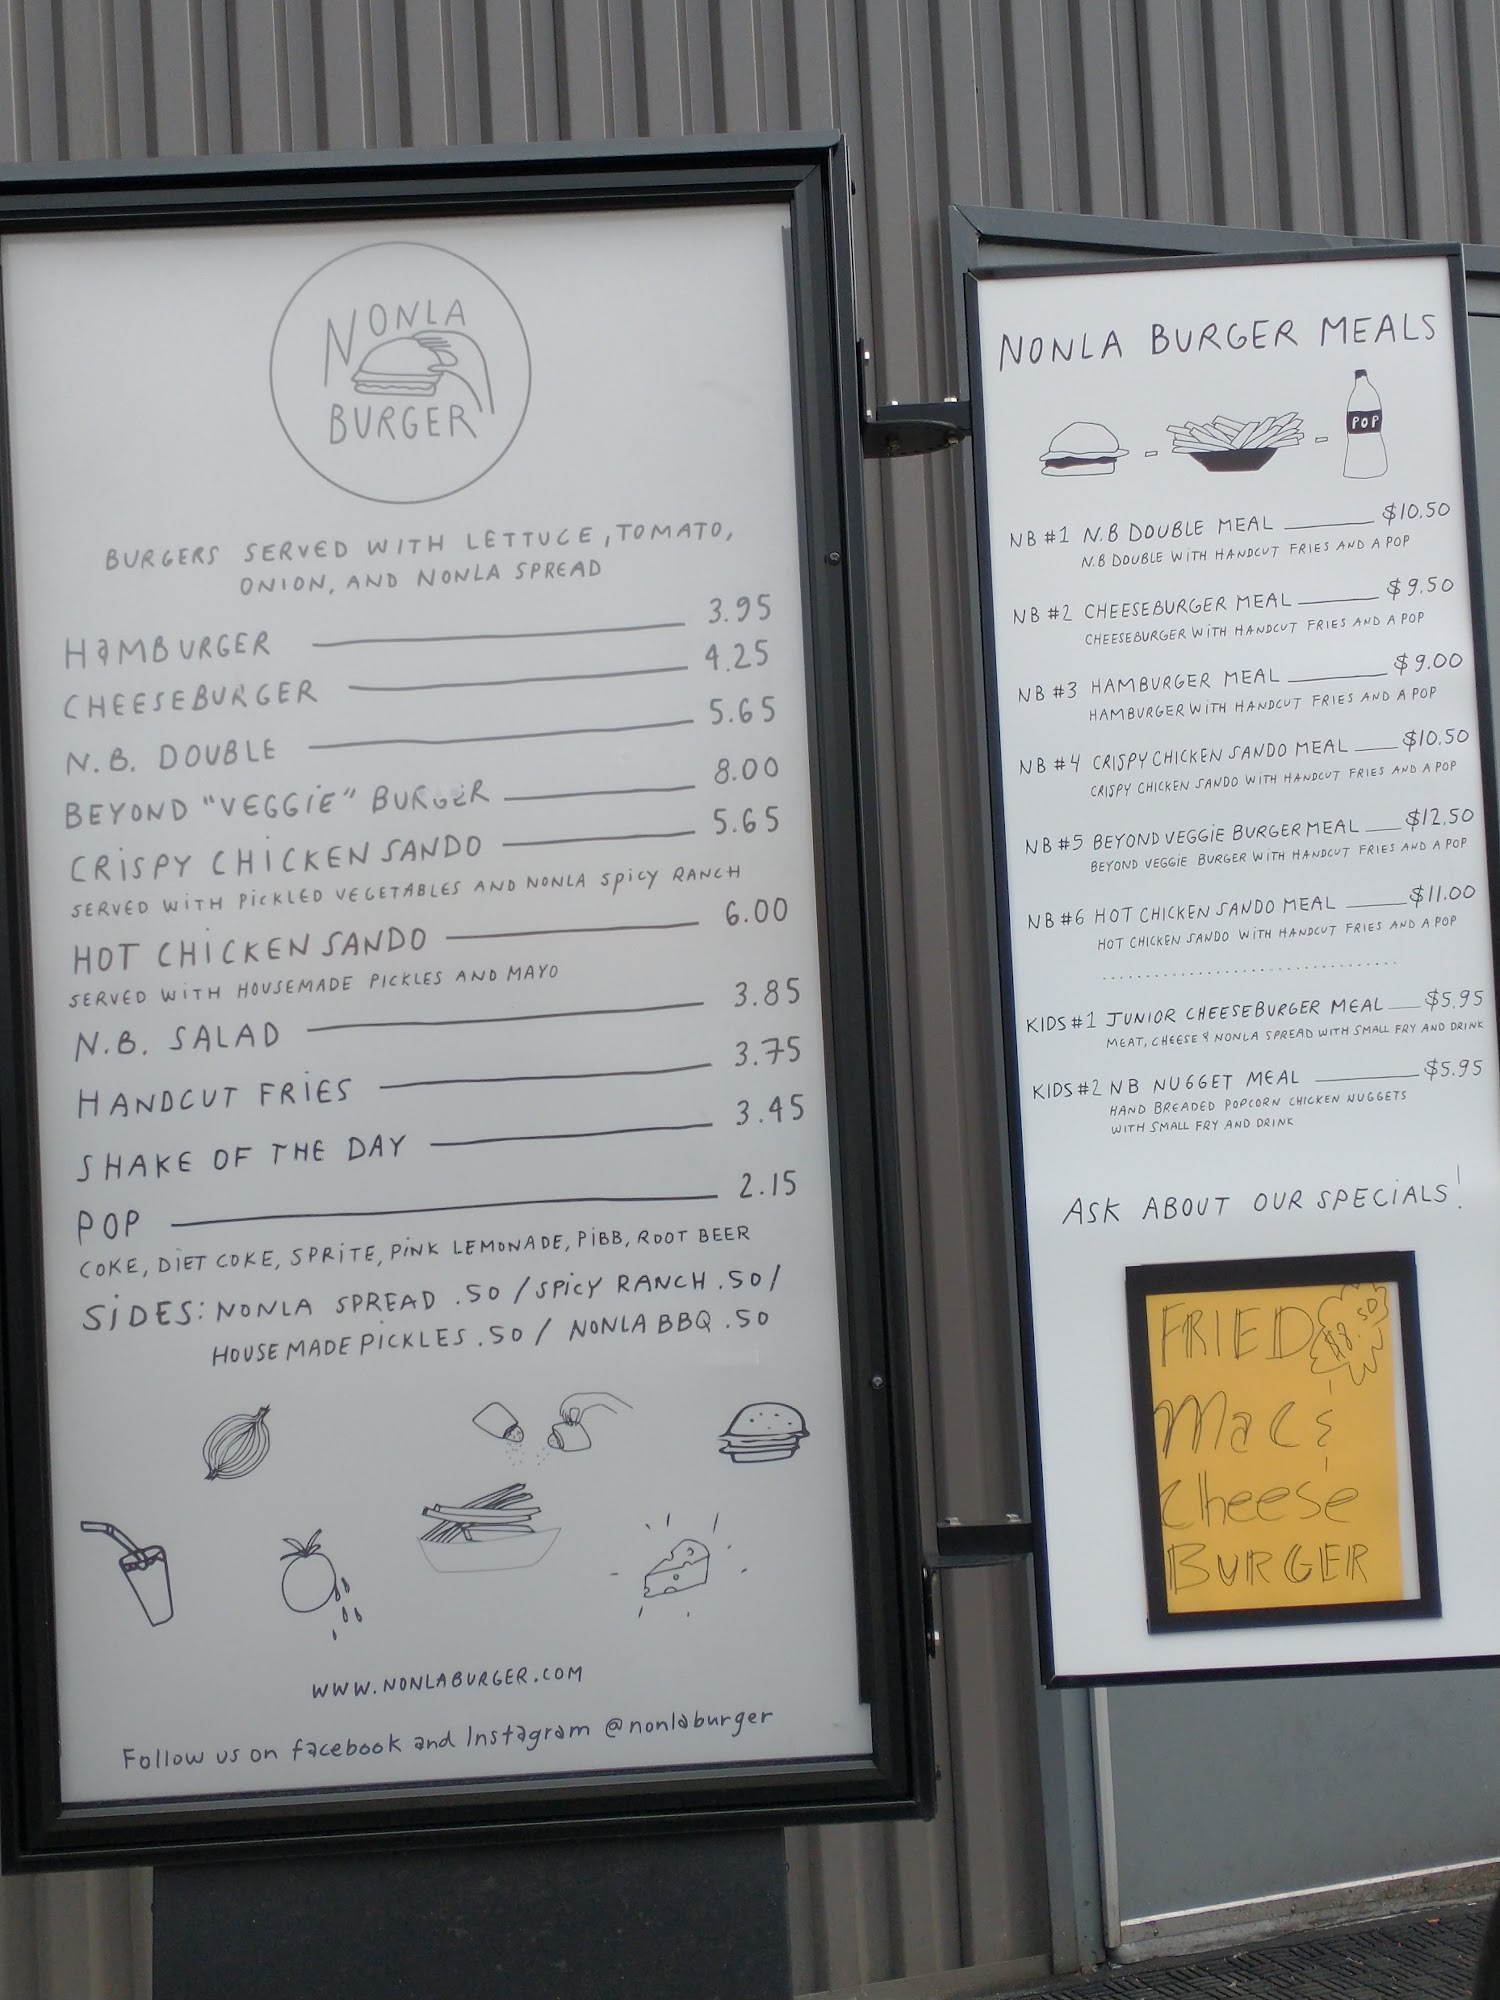 NONLA
BURGER
BURGERS SERVED WITH LETTUCE, TOMATO,
ONION, AND NONLA SPREAD
HAMBURGER 3.95
CHEESEBURGER 4.25
N.B. DOUBLE 5.65
BEYOND "VEGGIE" BURGER 8.00
CRISPY CHICKEN SANDO 5.65
SERVED WITH PICKLED VEGETABLES AND NONLA SPICY RANCH
HOT CHICKEN SANDO 6.00
SERVED WITH HOUSEMADE PICKLES AND MAYO
N.B. SALAD 3.85
HANDCUT FRIES 3.75
SHAKE OF THE DAY 3.45
POP 2.15
COKE, DIET COKE, SPRITE, PINK LEMONADE, PIBB, ROOT BEER
SIDES: NONLA SPREAD .50 / SPICY RANCH .50 /
HOUSE MADE PICKLES .50 / NONLA BBQ .50
WWW.NONLABURGER.COM
Follow us on facebook and Instagram @nonlaburger
NONLA BURGER MEALS
POP
NB #1 N.B DOUBLE MEAL $10.50
N.B DOUBLE WITH HANDCUT FRIES AND A POP
NB #2 CHEESEBURGER MEAL $9.50
CHEESEBURGER WITH HANDCUT FRIES AND A POP
NB #3 HAMBURGER MEAL $9.00
HAMBURGER WITH HANDCUT FRIES AND A POP
NB #4 CRISPY CHICKEN SANDO MEAL $10.50
CRISPY CHICKEN SANDO WITH HANDCUT FRIES AND A POP
NB #5 BEYOND VEGGIE BURGER MEAL $12.50
BEYOND VEGGIE BURGER WITH HANDCUT FRIES AND A POP
NB #6 HOT CHICKEN SANDO MEAL $11.00
HOT CHICKEN SANDO WITH HANDCUT FRIES AND A POP
KIDS #1 JUNIOR CHEESEBURGER MEAL $5.95
MEAT, CHEESE & NONLA SPREAD WITH SMALL FRY AND DRINK
KIDS #2 NB NUGGET MEAL $5.95
HAND BREADED POPCORN CHICKEN NUGGETS
WITH SMALL FRY AND DRINK
ASK ABOUT OUR SPECIALS!
FRIED $8.50
Mac &
Cheese
BURGER